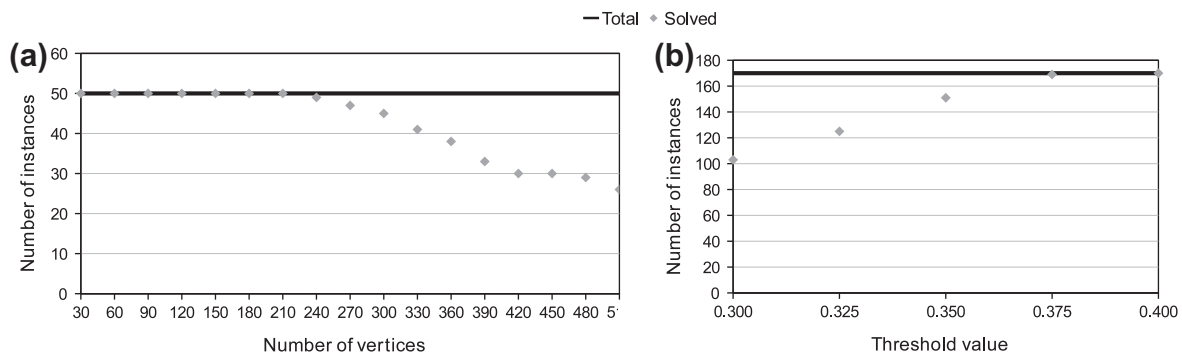 Total Solved
(a)
60
50
40
30
20
10
0
Number of instances
30 60 90 120 150 180 210 240 270 300 330 360 390 420 450 480
Number of vertices
(b)
180
160
140
120
100
80
60
40
20
0
Number of instances
0.300 0.325 0.350 0.375 0.400
Threshold value